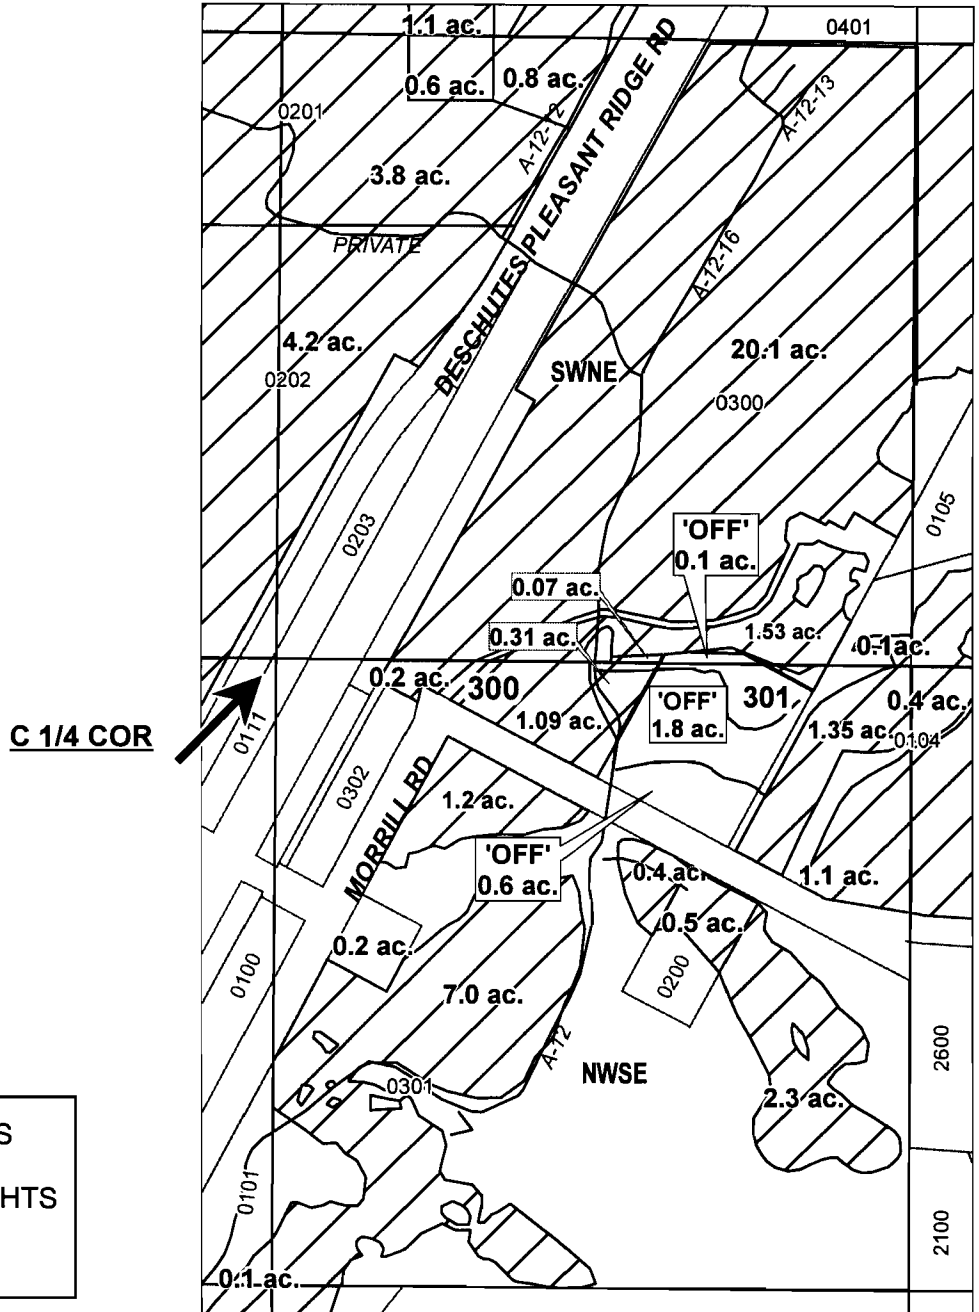 1.1 ac.
0401
0.6 ac.
0.8 ac.
DESCHUTES PLEASANT RIDGE RD
A-12-12
A-12-13
0201
3.8 ac.
PRIVATE
A-12-16
4.2 ac.
0202
SWNE
20.1 ac.
0300
0203
0105
'OFF'
0.1 ac.
0.07 ac.
0.31 ac.
1.53 ac.
0.1ac.
0.2 ac.
300
1.09 ac.
'OFF'
1.8 ac.
301
0.4 ac.
1.35 ac.
0104
C 1/4 COR
0111
0302
MORRILL RD
1.2 ac.
'OFF'
0.6 ac.
0.4 ac.
1.1 ac.
0.5 ac.
0.2 ac.
0100
0200
7.0 ac.
A-12
NWSE
2600
0301
2.3 ac.
S
HTS
0101
2100
0.1 ac.